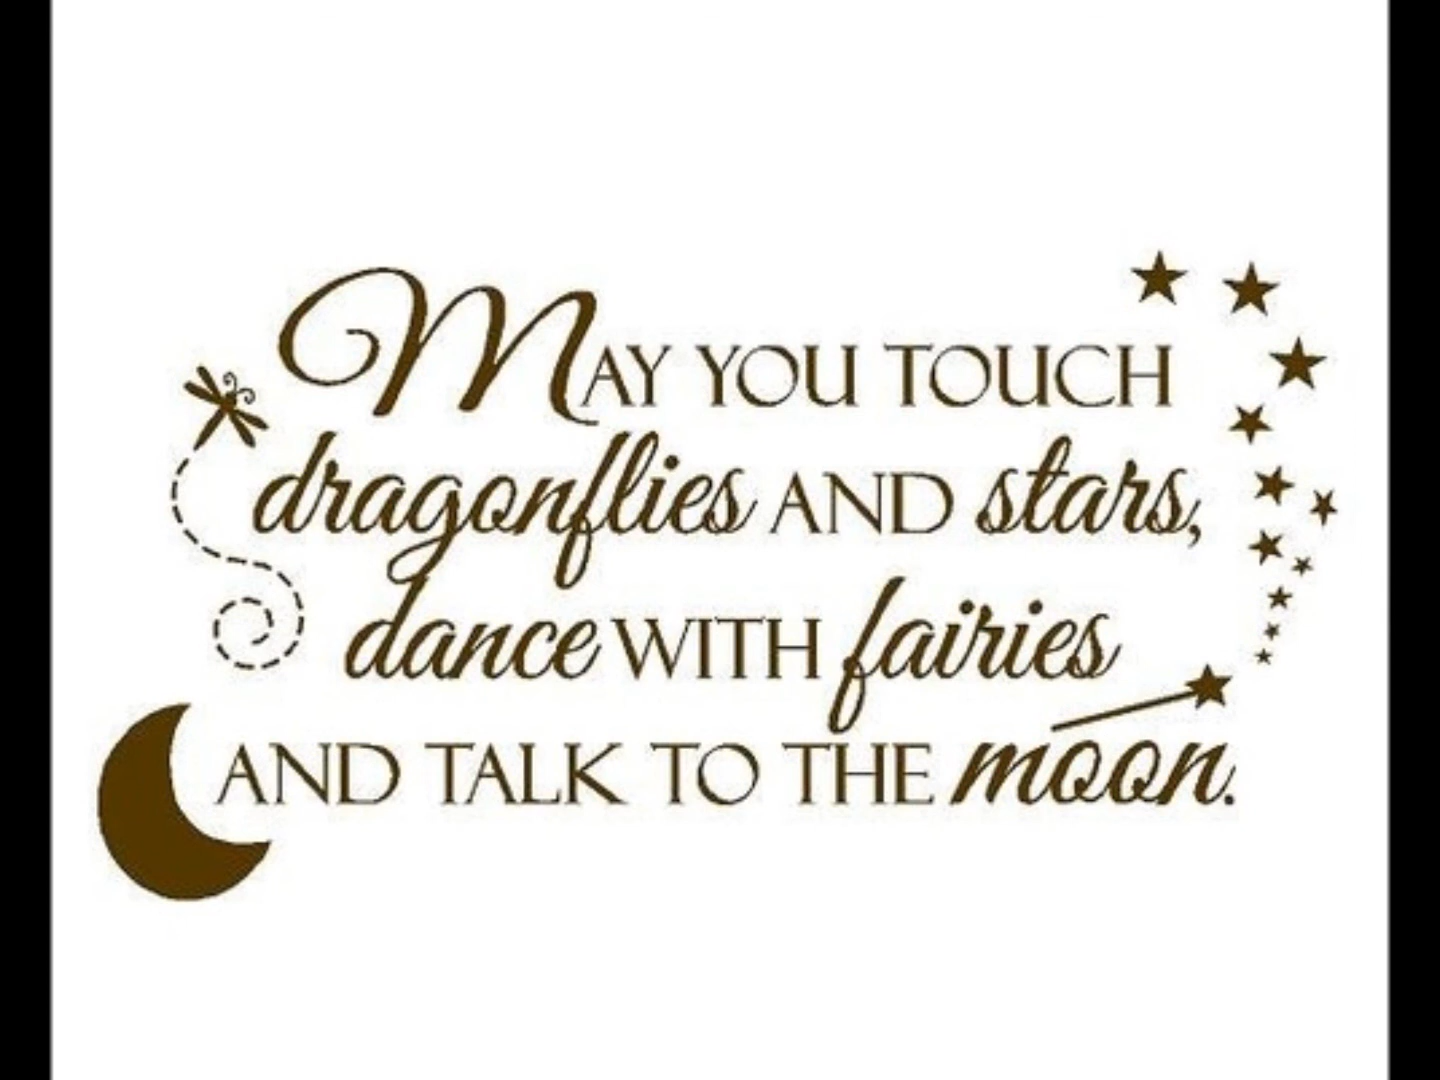 May you touch
dragonflies and stars,
dance with fairies
and talk to the moon.